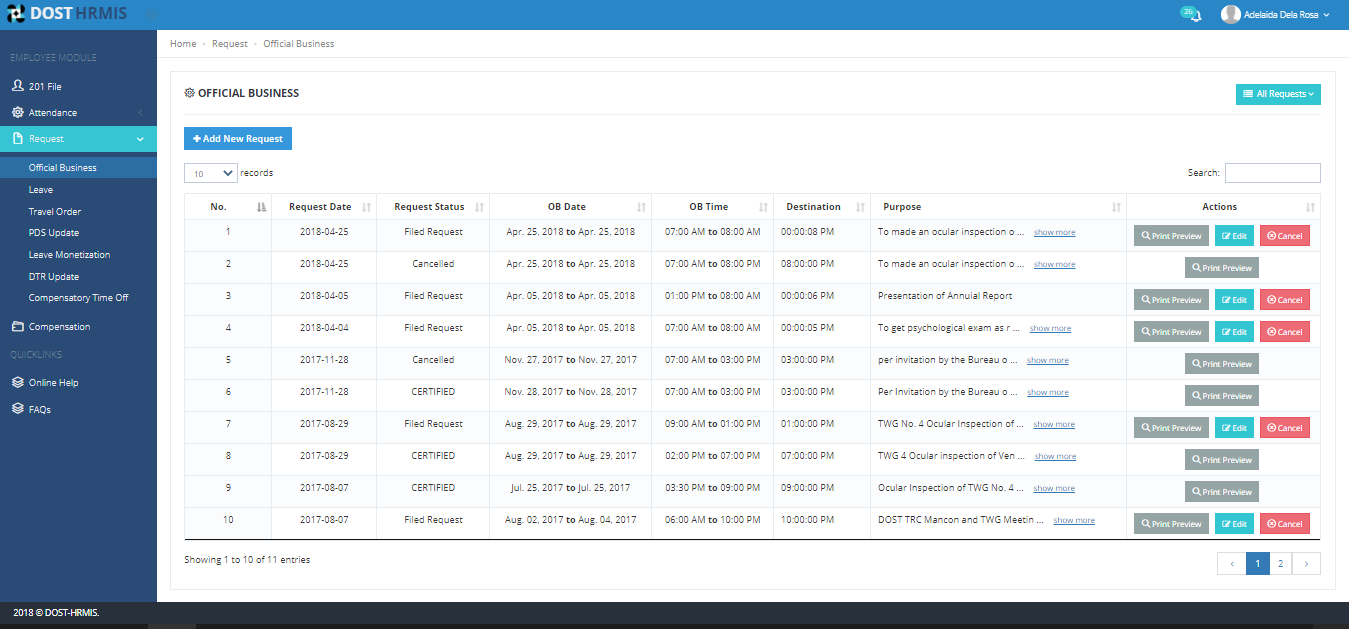 DOST HRMIS
26
Adelaida Dela Rosa
EMPLOYEE MODULE
201 File
Attendance
Request
Official Business
Leave
Travel Order
PDS Update
Leave Monetization
DTR Update
Compensatory Time Off
Compensation
QUICKLINKS
Online Help
FAQs
Home - Request - Official Business
OFFICIAL BUSINESS
All Requests
Add New Request
10 records
Search:
No. Request Date Request Status OB Date OB Time Destination Purpose Actions
1 2018-04-25 Filed Request Apr. 25, 2018 to Apr. 25, 2018 07:00 AM to 08:00 AM 00:00:08 PM To made an ocular inspection o ... show more Print Preview Edit Cancel
2 2018-04-25 Cancelled Apr. 25, 2018 to Apr. 25, 2018 07:00 AM to 08:00 PM 08:00:00 PM To made an ocular inspection o ... show more Print Preview
3 2018-04-05 Filed Request Apr. 05, 2018 to Apr. 05, 2018 01:00 PM to 08:00 AM 00:00:06 PM Presentation of Annuial Report Print Preview Edit Cancel
4 2018-04-04 Filed Request Apr. 05, 2018 to Apr. 05, 2018 07:00 AM to 08:00 AM 00:00:05 PM To get psychological exam as r ... show more Print Preview Edit Cancel
5 2017-11-28 Cancelled Nov. 27, 2017 to Nov. 27, 2017 07:00 AM to 03:00 PM 03:00:00 PM per invitation by the Bureau o ... show more Print Preview
6 2017-11-28 CERTIFIED Nov. 28, 2017 to Nov. 28, 2017 07:00 AM to 03:00 PM 03:00:00 PM Per Invitation by the Bureau o ... show more Print Preview
7 2017-08-29 Filed Request Aug. 29, 2017 to Aug. 29, 2017 09:00 AM to 01:00 PM 01:00:00 PM TWG No. 4 Ocular Inspection of ... show more Print Preview Edit Cancel
8 2017-08-29 CERTIFIED Aug. 29, 2017 to Aug. 29, 2017 02:00 PM to 07:00 PM 07:00:00 PM TWG 4 Ocular inspection of Ven ... show more Print Preview
9 2017-08-07 CERTIFIED Jul. 25, 2017 to Jul. 25, 2017 03:30 PM to 09:00 PM 09:00:00 PM Ocular Inspection of TWG No. 4 ... show more Print Preview
10 2017-08-07 Filed Request Aug. 02, 2017 to Aug. 04, 2017 06:00 AM to 10:00 PM 10:00:00 PM DOST TRC Mancon and TWG Meetin ... show more Print Preview Edit Cancel
Showing 1 to 10 of 11 entries
‹ 1 2 ›
2018 © DOST-HRMIS.